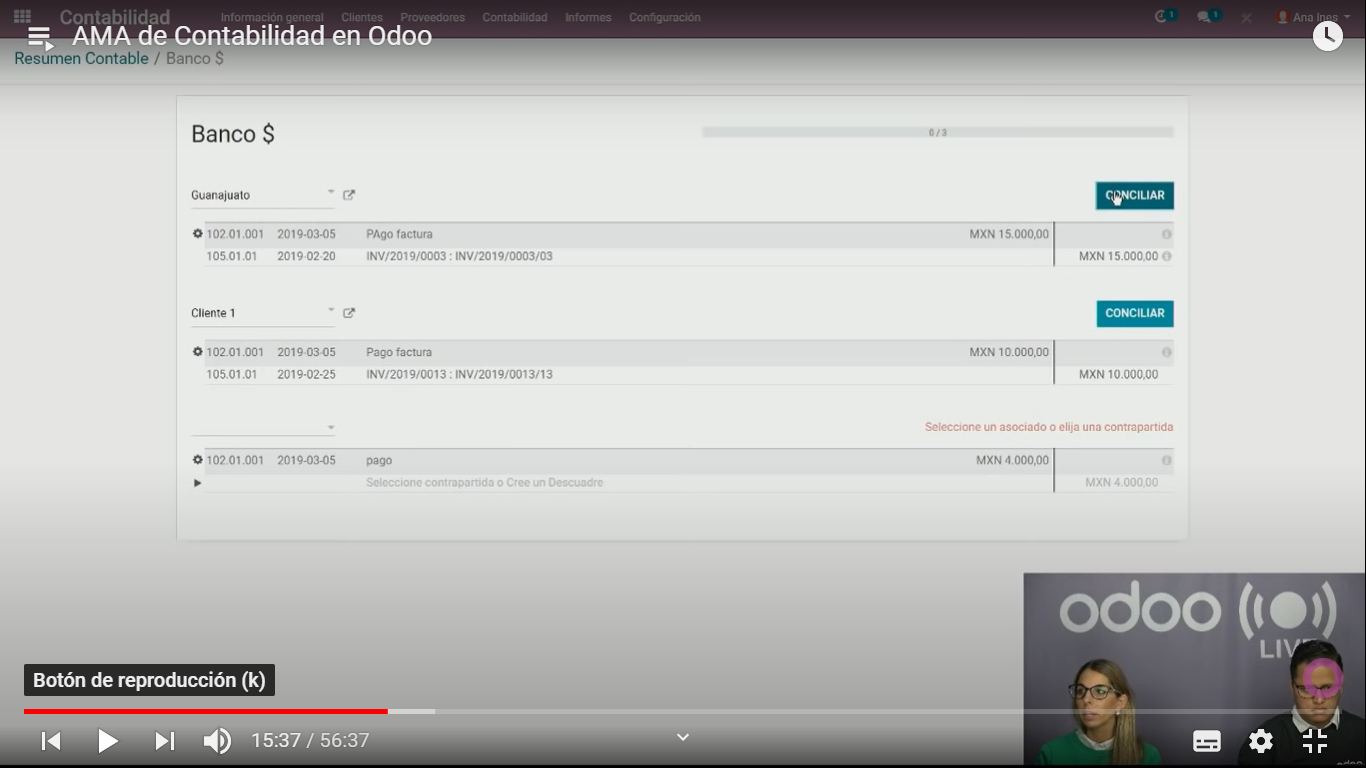 Contabilidad Información general Clientes Proveedores Contabilidad Informes Configuración 1 1 Ana Ines
AMA de Contabilidad en Odoo
Resumen Contable / Banco $
Banco $ 0 / 3
Guanajuato CONCILIAR
102.01.001 2019-03-05 PAgo factura MXN 15.000,00
105.01.01 2019-02-20 INV/2019/0003 : INV/2019/0003/03 MXN 15.000,00
Cliente 1 CONCILIAR
102.01.001 2019-03-05 Pago factura MXN 10.000,00
105.01.01 2019-02-25 INV/2019/0013 : INV/2019/0013/13 MXN 10.000,00
Seleccione un asociado o elija una contrapartida
102.01.001 2019-03-05 pago MXN 4.000,00
Seleccione contrapartida o Cree un Descuadre MXN 4.000,00
odoo
LIVE
Botón de reproducción (k)
15:37 / 56:37